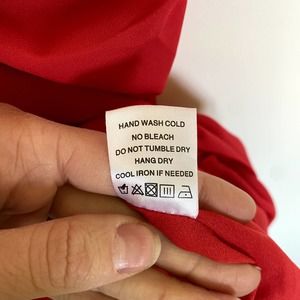 HAND WASH COLD
NO BLEACH
DO NOT TUMBLE DRY
HANG DRY
COOL IRON IF NEEDED